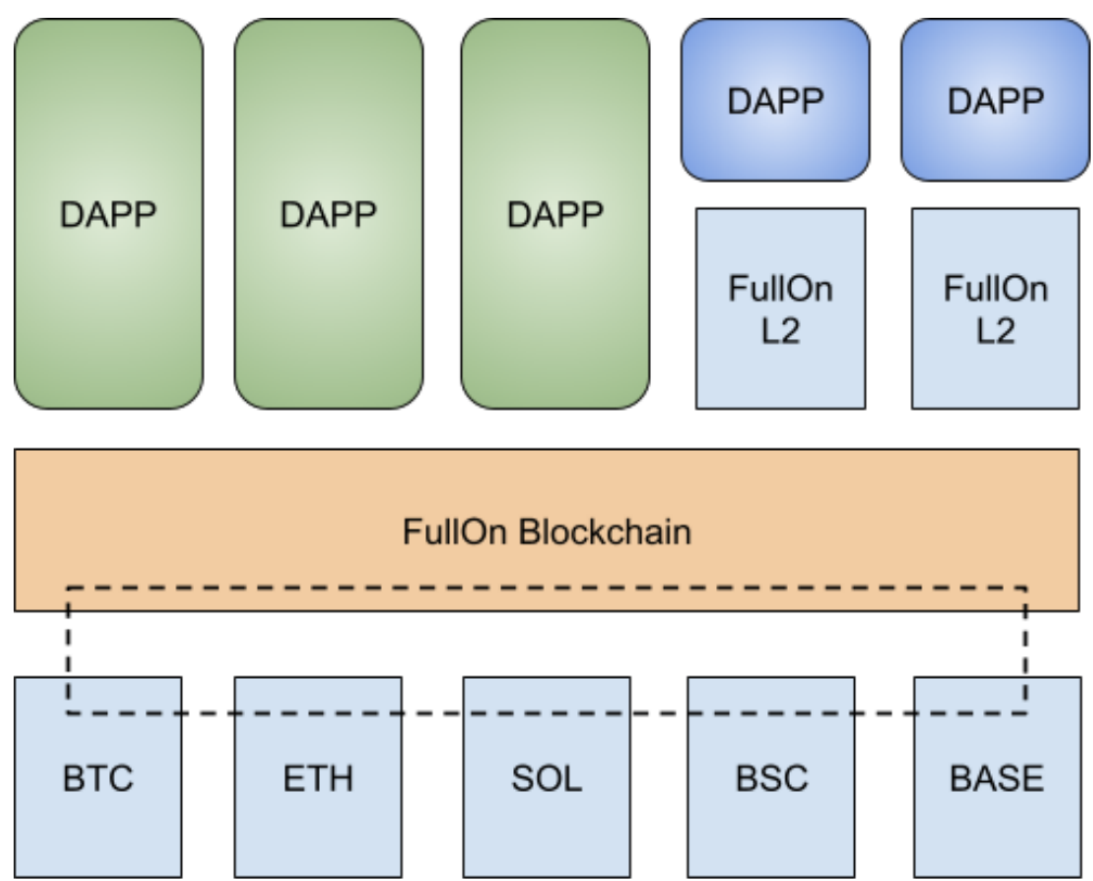 DAPP
DAPP
DAPP
DAPP
DAPP
FullOn
L2
FullOn
L2
FullOn Blockchain
BTC
ETH
SOL
BSC
BASE